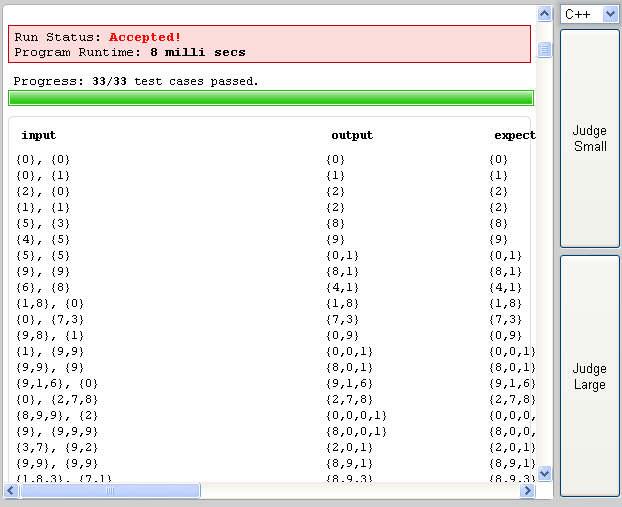 Run Status: Accepted!
Program Runtime: 8 milli secs
Progress: 33/33 test cases passed.
input output expect
{0}, {0} {0} {0}
{0}, {1} {1} {1}
{2}, {0} {2} {2}
{1}, {1} {2} {2}
{5}, {3} {8} {8}
{4}, {5} {9} {9}
{5}, {5} {0,1} {0,1}
{9}, {9} {8,1} {8,1}
{6}, {8} {4,1} {4,1}
{1,8}, {0} {1,8} {1,8}
{0}, {7,3} {7,3} {7,3}
{9,8}, {1} {0,9} {0,9}
{1}, {9,9} {0,0,1} {0,0,1}
{9,9}, {9} {8,0,1} {8,0,1}
{9,1,6}, {0} {9,1,6} {9,1,6}
{0}, {2,7,8} {2,7,8} {2,7,8}
{8,9,9}, {2} {0,0,0,1} {0,0,0,
{9}, {9,9,9} {8,0,0,1} {8,0,0,
{3,7}, {9,2} {2,0,1} {2,0,1}
{9,9}, {9,9} {8,9,1} {8,9,1}
{1,8,3}, {7,1} {8,9,3} {8,9,3}
C++
Judge
Small
Judge
Large